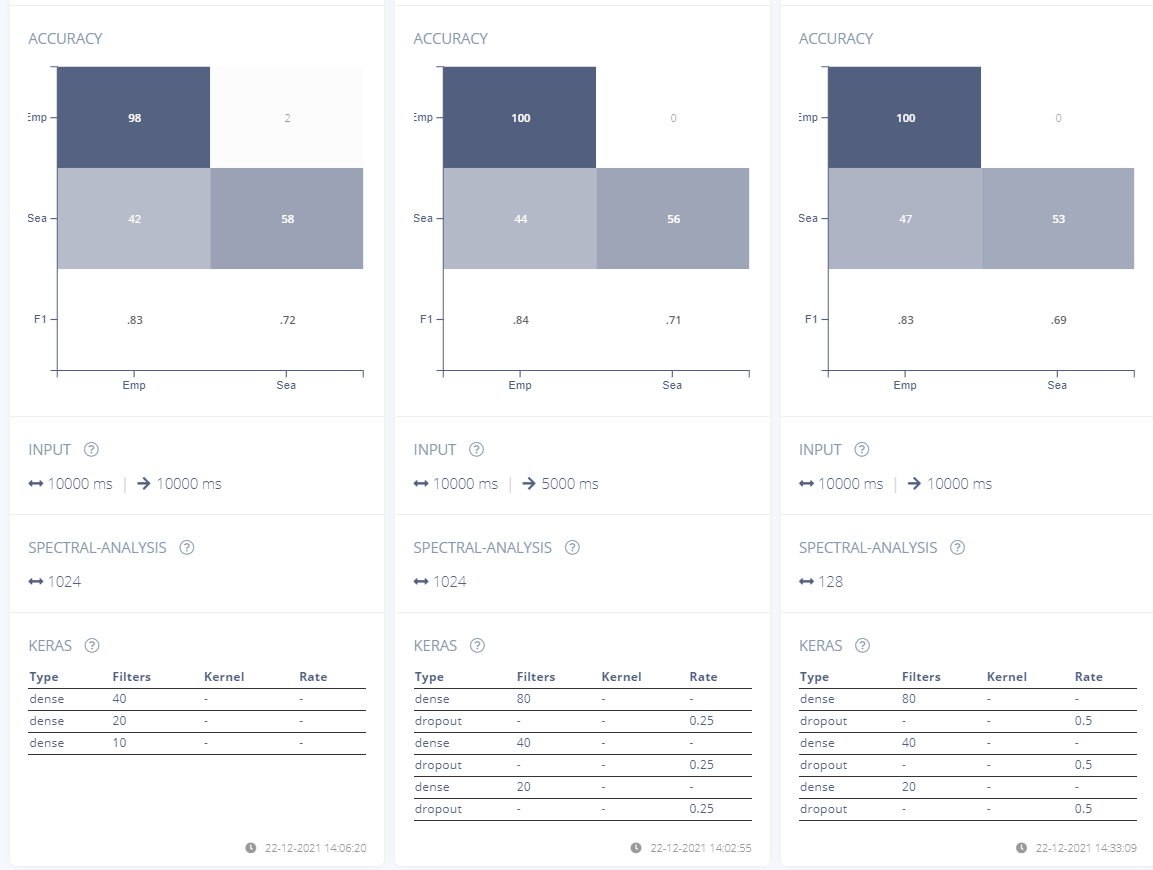 ACCURACY
Emp 98 2
Sea 42 58
F1 .83 .72
Emp Sea
INPUT ?
10000 ms | 10000 ms
SPECTRAL-ANALYSIS ?
1024
KERAS ?
Type Filters Kernel Rate
dense 40 - -
dense 20 - -
dense 10 - -
22-12-2021 14:06:20
ACCURACY
Emp 100 0
Sea 44 56
F1 .84 .71
Emp Sea
INPUT ?
10000 ms | 5000 ms
SPECTRAL-ANALYSIS ?
1024
KERAS ?
Type Filters Kernel Rate
dense 80 - -
dropout - - 0.25
dense 40 - -
dropout - - 0.25
dense 20 - -
dropout - - 0.25
22-12-2021 14:02:55
ACCURACY
Emp 100 0
Sea 47 53
F1 .83 .69
Emp Sea
INPUT ?
10000 ms | 10000 ms
SPECTRAL-ANALYSIS ?
128
KERAS ?
Type Filters Kernel Rate
dense 80 - -
dropout - - 0.5
dense 40 - -
dropout - - 0.5
dense 20 - -
dropout - - 0.5
22-12-2021 14:33:09